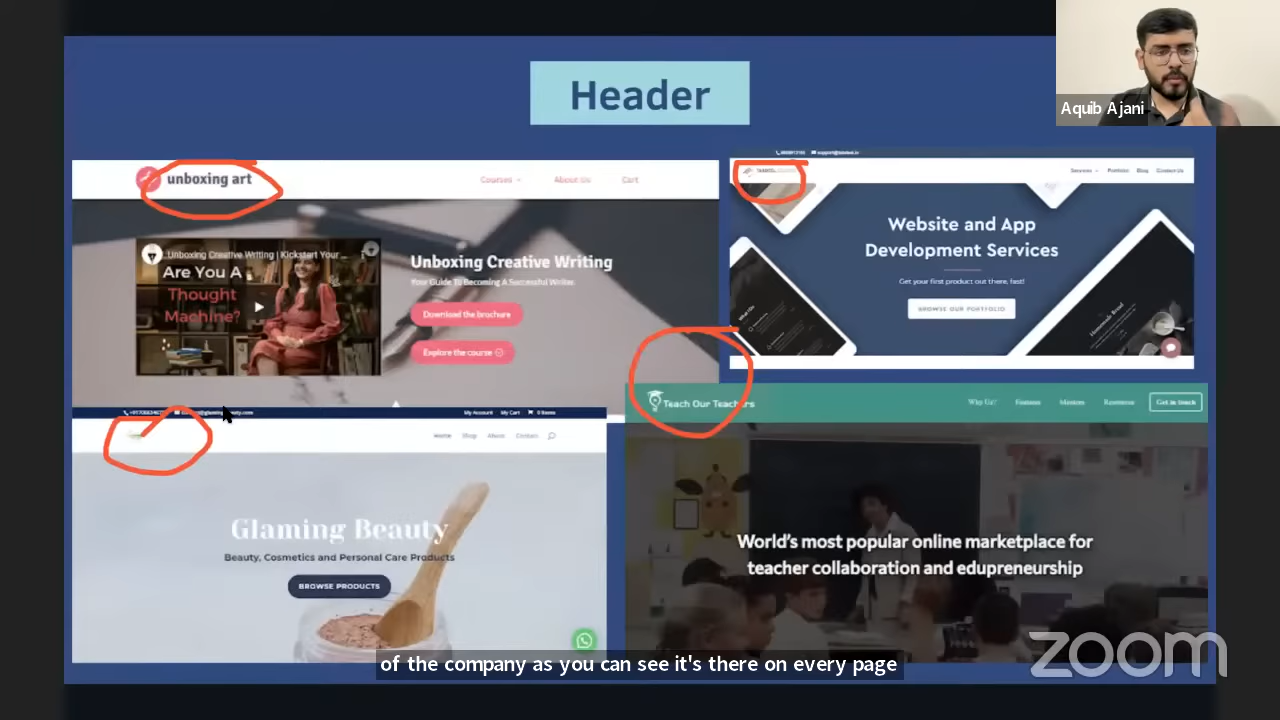 Header
Aquib Ajani
unboxing art
Courses
About Us
Cart
Unboxing Creative Writing | Kickstart Your ...
Are You A
Thought
Machine?
Unboxing Creative Writing
Your Guide To Becoming A Successful Writer.
Download the brochure
Explore the course
Services
Portfolio
Blog
Contact Us
Website and App
Development Services
Get your first product out there, fast!
BROWSE OUR PORTFOLIO
My Account
My Cart
0 Items
Home
Shop
About
Contact
Glaming Beauty
Beauty, Cosmetics and Personal Care Products
BROWSE PRODUCTS
Teach Our Teachers
Why Us?
Features
Mentors
Resources
Get in touch
World's most popular online marketplace for
teacher collaboration and edupreneurship
of the company as you can see it's there on every page
zoom